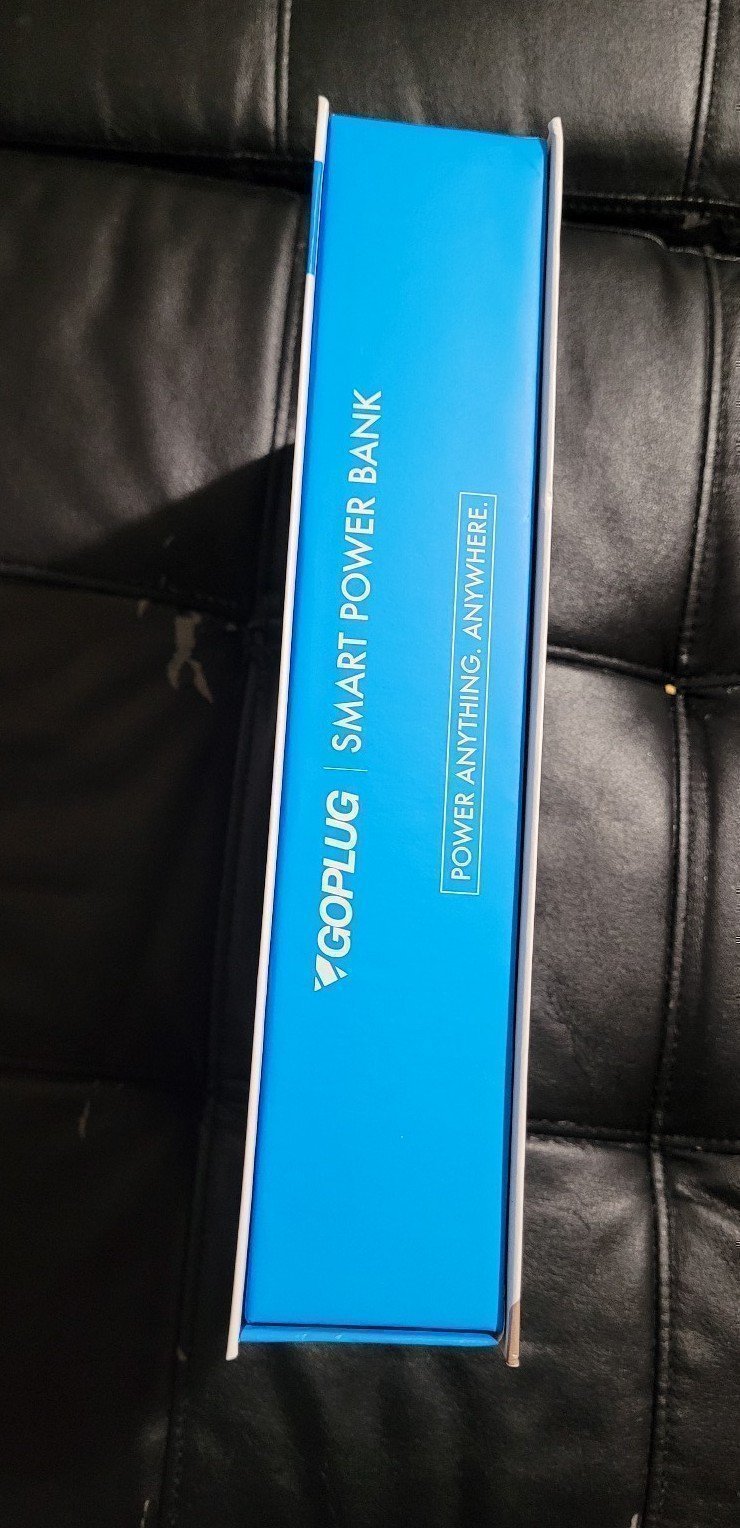 GOPLUG | SMART POWER BANK
POWER ANYTHING. ANYWHERE.